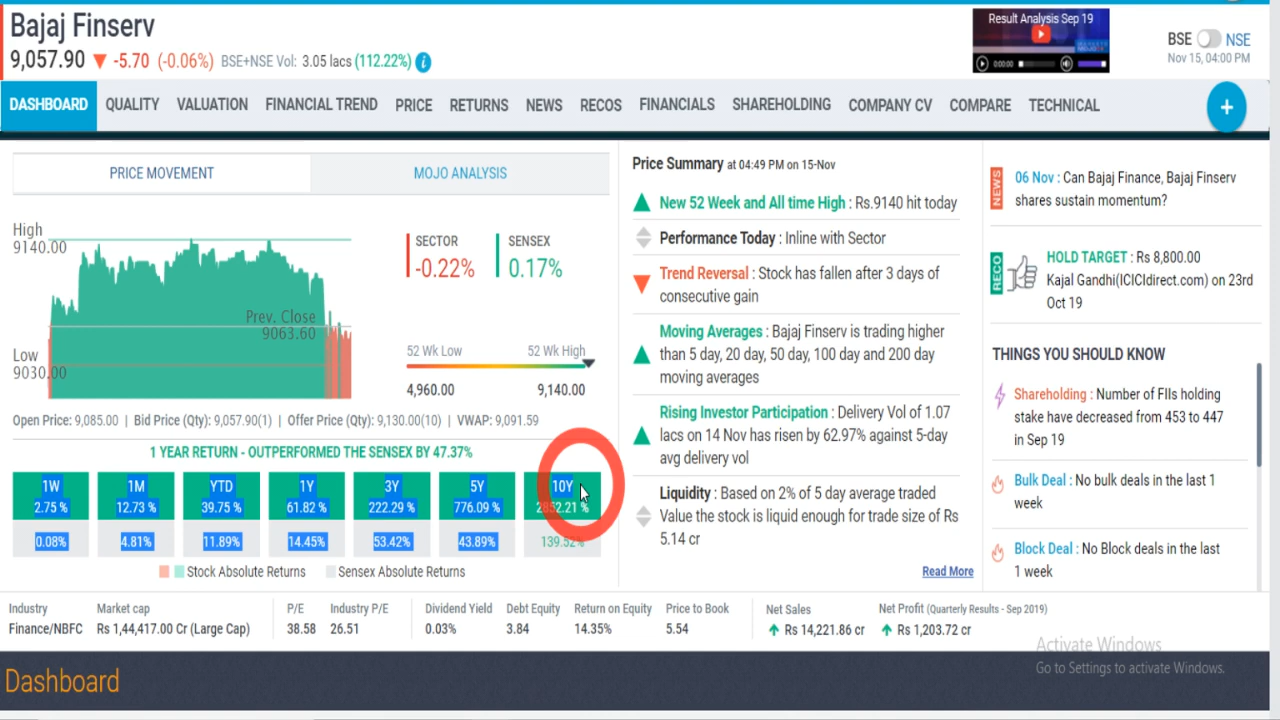 Bajaj Finserv
9,057.90 ▼ -5.70 (-0.06%) BSE+NSE Vol: 3.05 lacs (112.22%) i
Result Analysis Sep 19
0:00:00
BSE NSE
Nov 15, 04:00 PM
DASHBOARD QUALITY VALUATION FINANCIAL TREND PRICE RETURNS NEWS RECOS FINANCIALS SHAREHOLDING COMPANY CV COMPARE TECHNICAL +
PRICE MOVEMENT MOJO ANALYSIS
High
9140.00
Prev. Close
9063.60
Low
9030.00
SECTOR
-0.22%
SENSEX
0.17%
52 Wk Low 52 Wk High
4,960.00 9,140.00
Open Price: 9,085.00 | Bid Price (Qty): 9,057.90(1) | Offer Price (Qty): 9,130.00(10) | VWAP: 9,091.59
1 YEAR RETURN - OUTPERFORMED THE SENSEX BY 47.37%
1W 1M YTD 1Y 3Y 5Y 10Y
2.75 % 12.73 % 39.75 % 61.82 % 222.29 % 776.09 % 2852.21 %
0.08% 4.81% 11.89% 14.45% 53.42% 43.89% 139.52%
Stock Absolute Returns Sensex Absolute Returns
Price Summary at 04:49 PM on 15-Nov
New 52 Week and All time High : Rs.9140 hit today
Performance Today : Inline with Sector
Trend Reversal : Stock has fallen after 3 days of
consecutive gain
Moving Averages : Bajaj Finserv is trading higher
than 5 day, 20 day, 50 day, 100 day and 200 day
moving averages
Rising Investor Participation : Delivery Vol of 1.07
lacs on 14 Nov has risen by 62.97% against 5-day
avg delivery vol
Liquidity : Based on 2% of 5 day average traded
Value the stock is liquid enough for trade size of Rs
5.14 cr
Read More
NEWS
06 Nov : Can Bajaj Finance, Bajaj Finserv
shares sustain momentum?
RECO
HOLD TARGET : Rs 8,800.00
Kajal Gandhi(ICICIdirect.com) on 23rd
Oct 19
THINGS YOU SHOULD KNOW
Shareholding : Number of FIIs holding
stake have decreased from 453 to 447
in Sep 19
Bulk Deal : No bulk deals in the last 1
week
Block Deal : No Block deals in the last
1 week
Industry Market cap P/E Industry P/E Dividend Yield Debt Equity Return on Equity Price to Book Net Sales Net Profit (Quarterly Results - Sep 2019)
Finance/NBFC Rs 1,44,417.00 Cr (Large Cap) 38.58 26.51 0.03% 3.84 14.35% 5.54 Rs 14,221.86 cr Rs 1,203.72 cr
Activate Windows
Go to Settings to activate Windows.
Dashboard